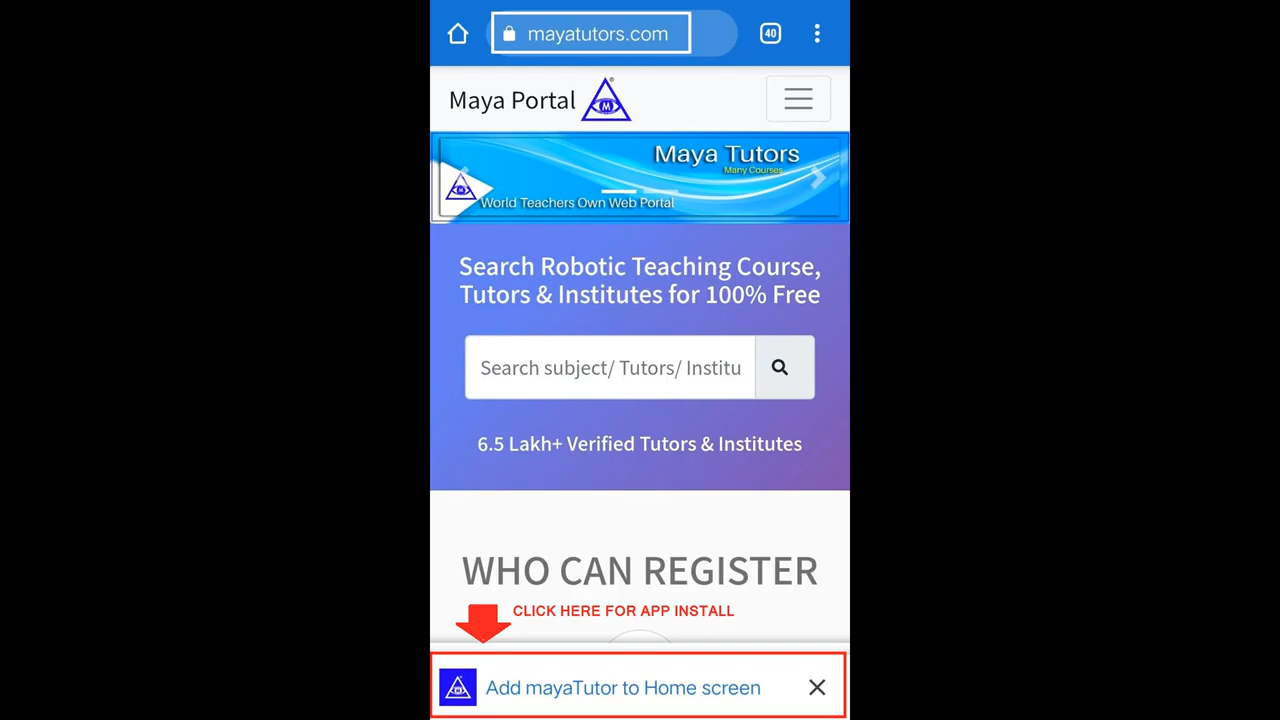 mayatutors.com
40
Maya Portal
M
Maya Tutors
Many Courses
M
World Teachers Own Web Portal
Search Robotic Teaching Course,
Tutors & Institutes for 100% Free
Search subject/ Tutors/ Institu
6.5 Lakh+ Verified Tutors & Institutes
WHO CAN REGISTER
CLICK HERE FOR APP INSTALL
M
Add mayaTutor to Home screen